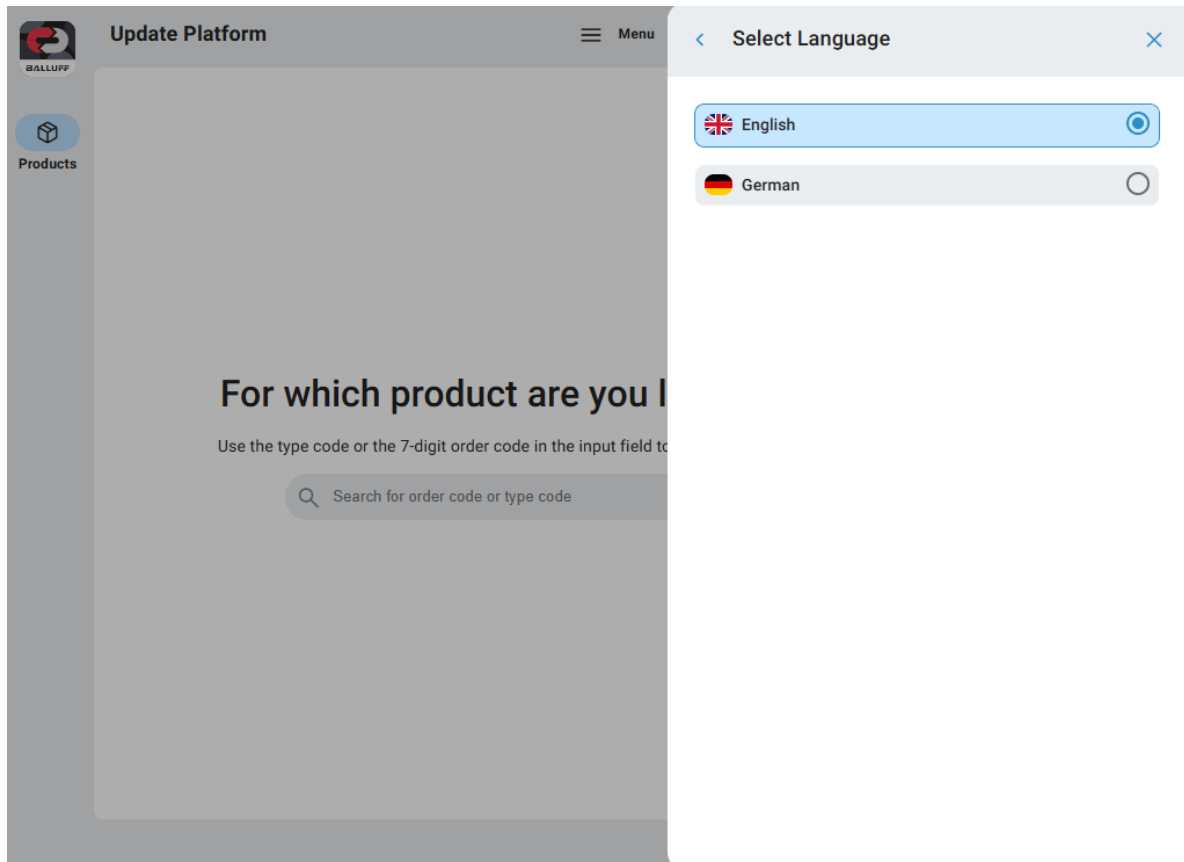 BALLUFF
Update Platform
Menu
Products
For which product are you l
Use the type code or the 7-digit order code in the input field to
Search for order code or type code
Select Language
English
German